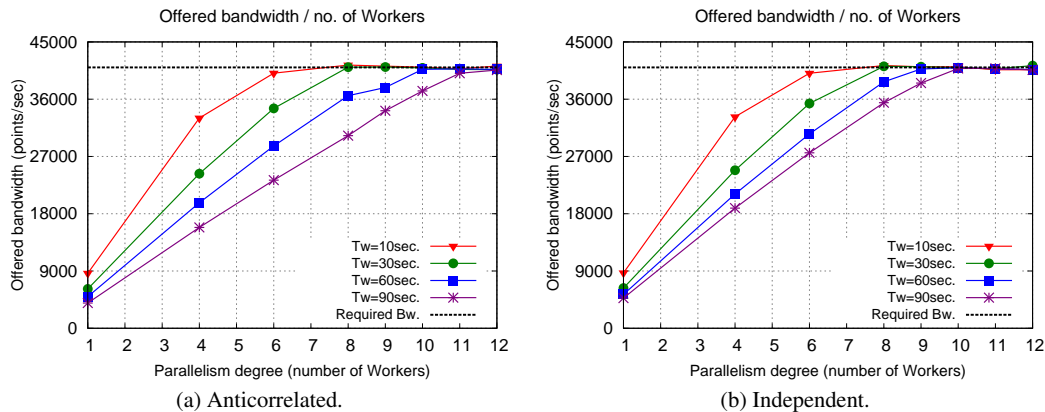 Offered bandwidth / no. of Workers
45000
36000
27000
18000
9000
0
Offered bandwidth (points/sec)
Tw=10sec.
Tw=30sec.
Tw=60sec.
Tw=90sec.
Required Bw.
1 2 3 4 5 6 7 8 9 10 11 12
Parallelism degree (number of Workers)
(a) Anticorrelated.
Offered bandwidth / no. of Workers
45000
36000
27000
18000
9000
0
Offered bandwidth (points/sec)
Tw=10sec.
Tw=30sec.
Tw=60sec.
Tw=90sec.
Required Bw.
1 2 3 4 5 6 7 8 9 10 11 12
Parallelism degree (number of Workers)
(b) Independent.